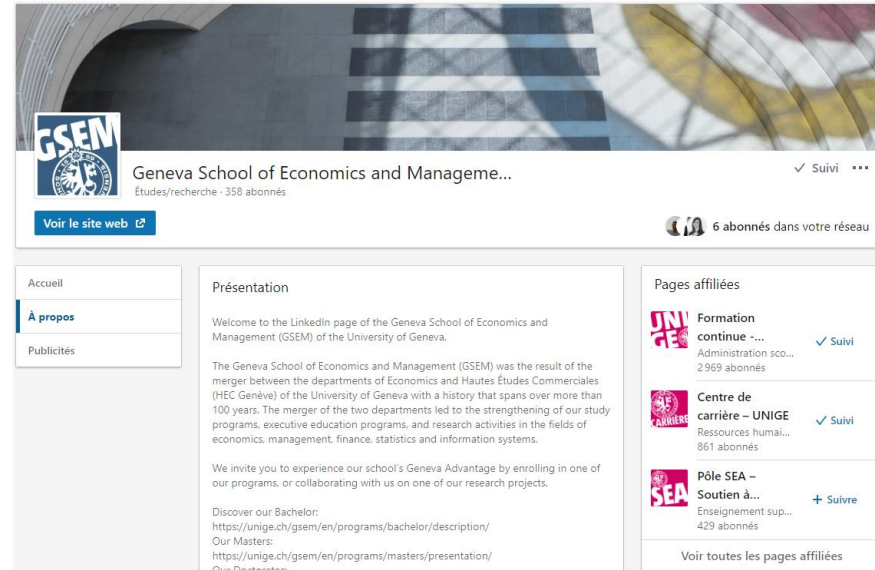 GSEM
Geneva School of Economics and Manageme...
Études/recherche · 358 abonnés
Suivi
Voir le site web
6 abonnés dans votre réseau
Accueil
À propos
Publicités
Présentation
Welcome to the LinkedIn page of the Geneva School of Economics and
Management (GSEM) of the University of Geneva.
The Geneva School of Economics and Management (GSEM) was the result of the
merger between the departments of Economics and Hautes Études Commerciales
(HEC Genève) of the University of Geneva with a history that spans over more than
100 years. The merger of the two departments led to the strengthening of our study
programs, executive education programs, and research activities in the fields of
economics, management, finance, statistics and information systems.
We invite you to experience our school's Geneva Advantage by enrolling in one of
our programs, or collaborating with us on one of our research projects.
Discover our Bachelor:
https://unige.ch/gsem/en/programs/bachelor/description/
Our Masters:
https://unige.ch/gsem/en/programs/masters/presentation/
Our Doctorates:
Pages affiliées
UNI
GE
Formation
continue -...
Administration sco...
2 969 abonnés
Suivi
CARRIÈRE
Centre de
carrière – UNIGE
Ressources humai...
861 abonnés
Suivi
SEA
Pôle SEA –
Soutien à...
Enseignement sup...
429 abonnés
+ Suivre
Voir toutes les pages affiliées